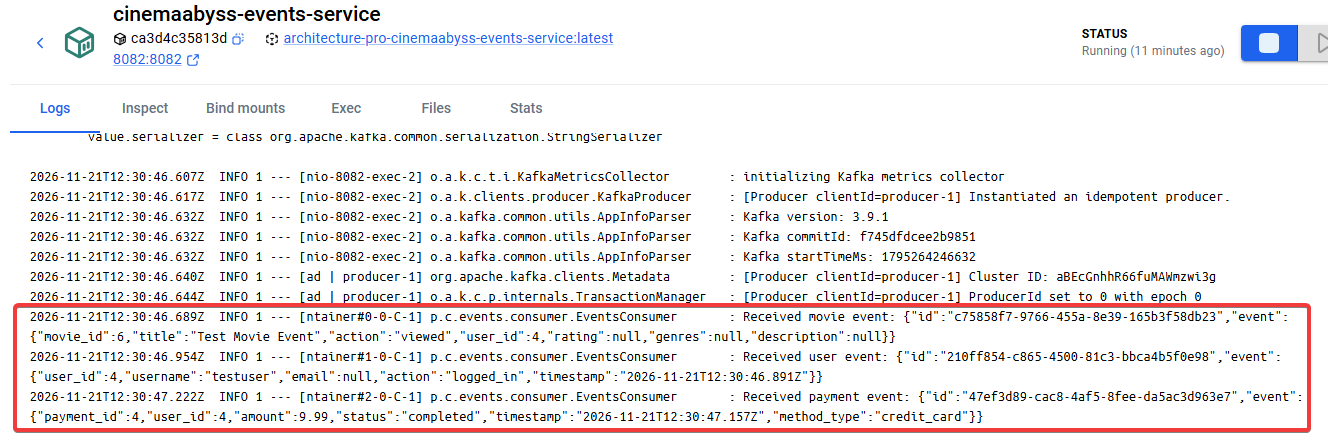 cinemaabyss-events-service
ca3d4c35813d architecture-pro-cinemaabyss-events-service:latest
8082:8082
STATUS
Running (11 minutes ago)
Logs Inspect Bind mounts Exec Files Stats
value.serializer = class org.apache.kafka.common.serialization.StringSerializer
2026-11-21T12:30:46.607Z  INFO 1 --- [nio-8082-exec-2] o.a.k.c.t.i.KafkaMetricsCollector        : initializing Kafka metrics collector
2026-11-21T12:30:46.617Z  INFO 1 --- [nio-8082-exec-2] o.a.k.clients.producer.KafkaProducer     : [Producer clientId=producer-1] Instantiated an idempotent producer.
2026-11-21T12:30:46.632Z  INFO 1 --- [nio-8082-exec-2] o.a.kafka.common.utils.AppInfoParser     : Kafka version: 3.9.1
2026-11-21T12:30:46.632Z  INFO 1 --- [nio-8082-exec-2] o.a.kafka.common.utils.AppInfoParser     : Kafka commitId: f745dfdcee2b9851
2026-11-21T12:30:46.632Z  INFO 1 --- [nio-8082-exec-2] o.a.kafka.common.utils.AppInfoParser     : Kafka startTimeMs: 1795264246632
2026-11-21T12:30:46.640Z  INFO 1 --- [ad | producer-1] org.apache.kafka.clients.Metadata        : [Producer clientId=producer-1] Cluster ID: aBEcGnhhR66fuMAWmzwi3g
2026-11-21T12:30:46.644Z  INFO 1 --- [ad | producer-1] o.a.k.c.p.internals.TransactionManager   : [Producer clientId=producer-1] ProducerId set to 0 with epoch 0
2026-11-21T12:30:46.689Z  INFO 1 --- [ntainer#0-0-C-1] p.c.events.consumer.EventsConsumer       : Received movie event: {"id":"c75858f7-9766-455a-8e39-165b3f58db23","event":
{"movie_id":6,"title":"Test Movie Event","action":"viewed","user_id":4,"rating":null,"genres":null,"description":null}}
2026-11-21T12:30:46.954Z  INFO 1 --- [ntainer#1-0-C-1] p.c.events.consumer.EventsConsumer       : Received user event: {"id":"210ff854-c865-4500-81c3-bbca4b5f0e98","event":
{"user_id":4,"username":"testuser","email":null,"action":"logged_in","timestamp":"2026-11-21T12:30:46.891Z"}}
2026-11-21T12:30:47.222Z  INFO 1 --- [ntainer#2-0-C-1] p.c.events.consumer.EventsConsumer       : Received payment event: {"id":"47ef3d89-cac8-4af5-8fee-da5ac3d963e7","event":
{"payment_id":4,"user_id":4,"amount":9.99,"status":"completed","timestamp":"2026-11-21T12:30:47.157Z","method_type":"credit_card"}}